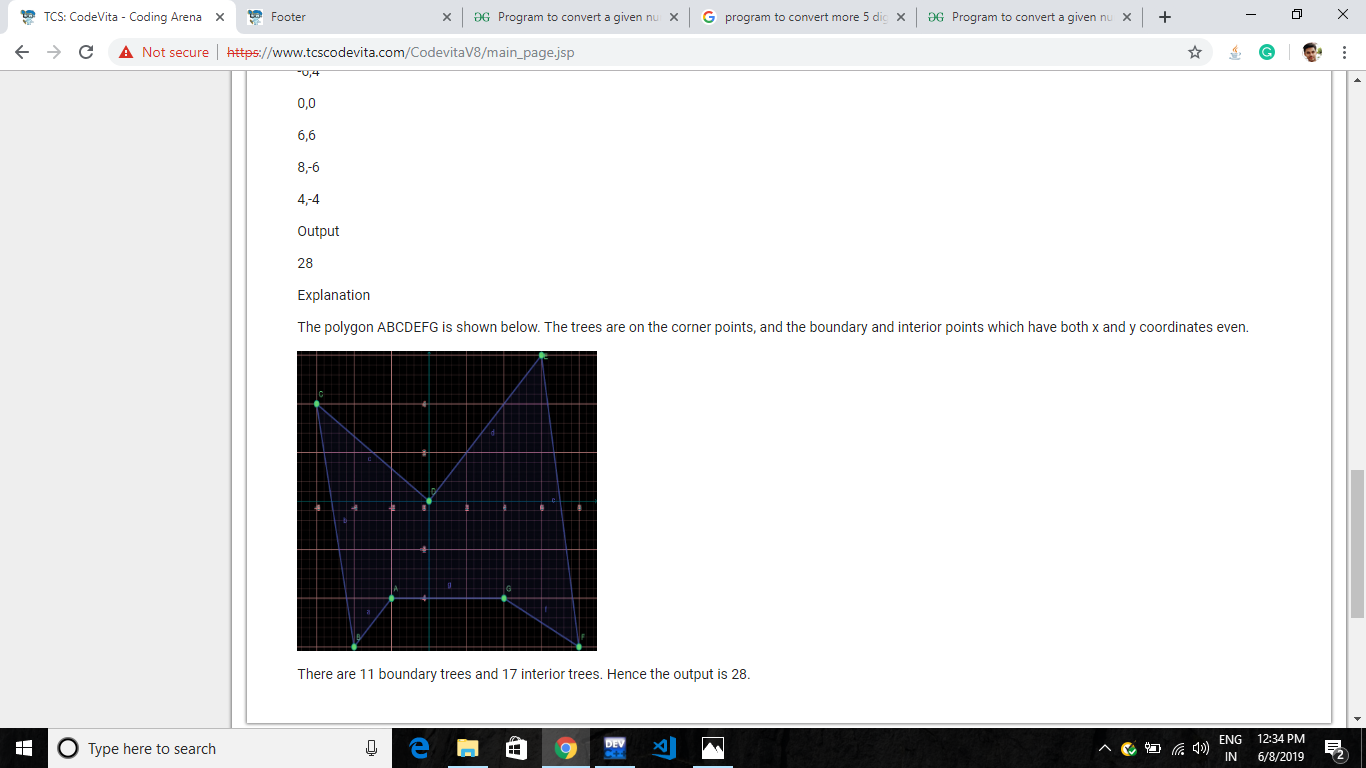 TCS: CodeVita - Coding Arena
Footer
Program to convert a given nu
program to convert more 5 dig
Program to convert a given nu
Not secure
https://www.tcscodevita.com/CodevitaV8/main_page.jsp
-6,4
0,0
6,6
8,-6
4,-4
Output
28
Explanation
The polygon ABCDEFG is shown below. The trees are on the corner points, and the boundary and interior points which have both x and y coordinates even.
E
C
d
c
D
e
b
A
g
G
B
f
F
There are 11 boundary trees and 17 interior trees. Hence the output is 28.
Type here to search
DEV
ENG
IN
12:34 PM
6/8/2019
2